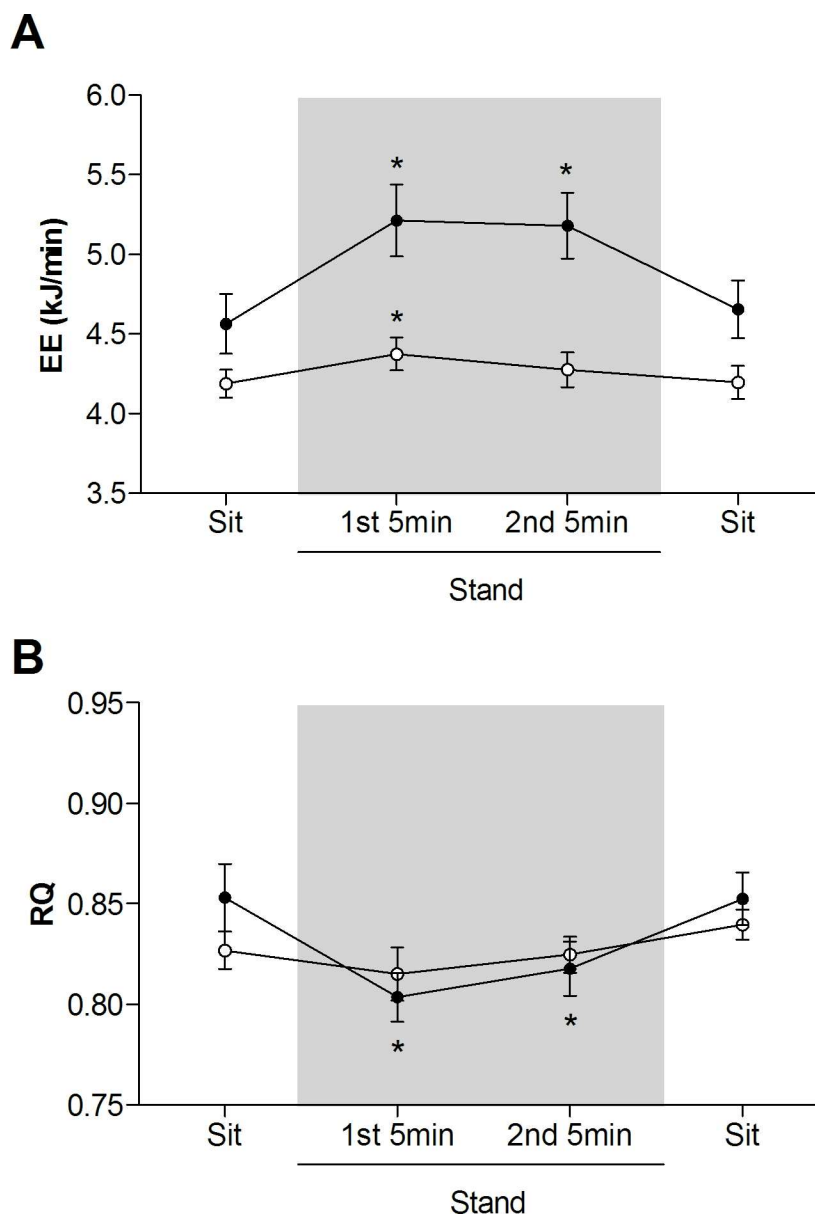 A
6.0
5.5
5.0
4.5
4.0
3.5
EE (kJ/min)
*
*
*
Sit 1st 5min 2nd 5min Sit
Stand
B
0.95
0.90
0.85
0.80
0.75
RQ
*
*
Sit 1st 5min 2nd 5min Sit
Stand